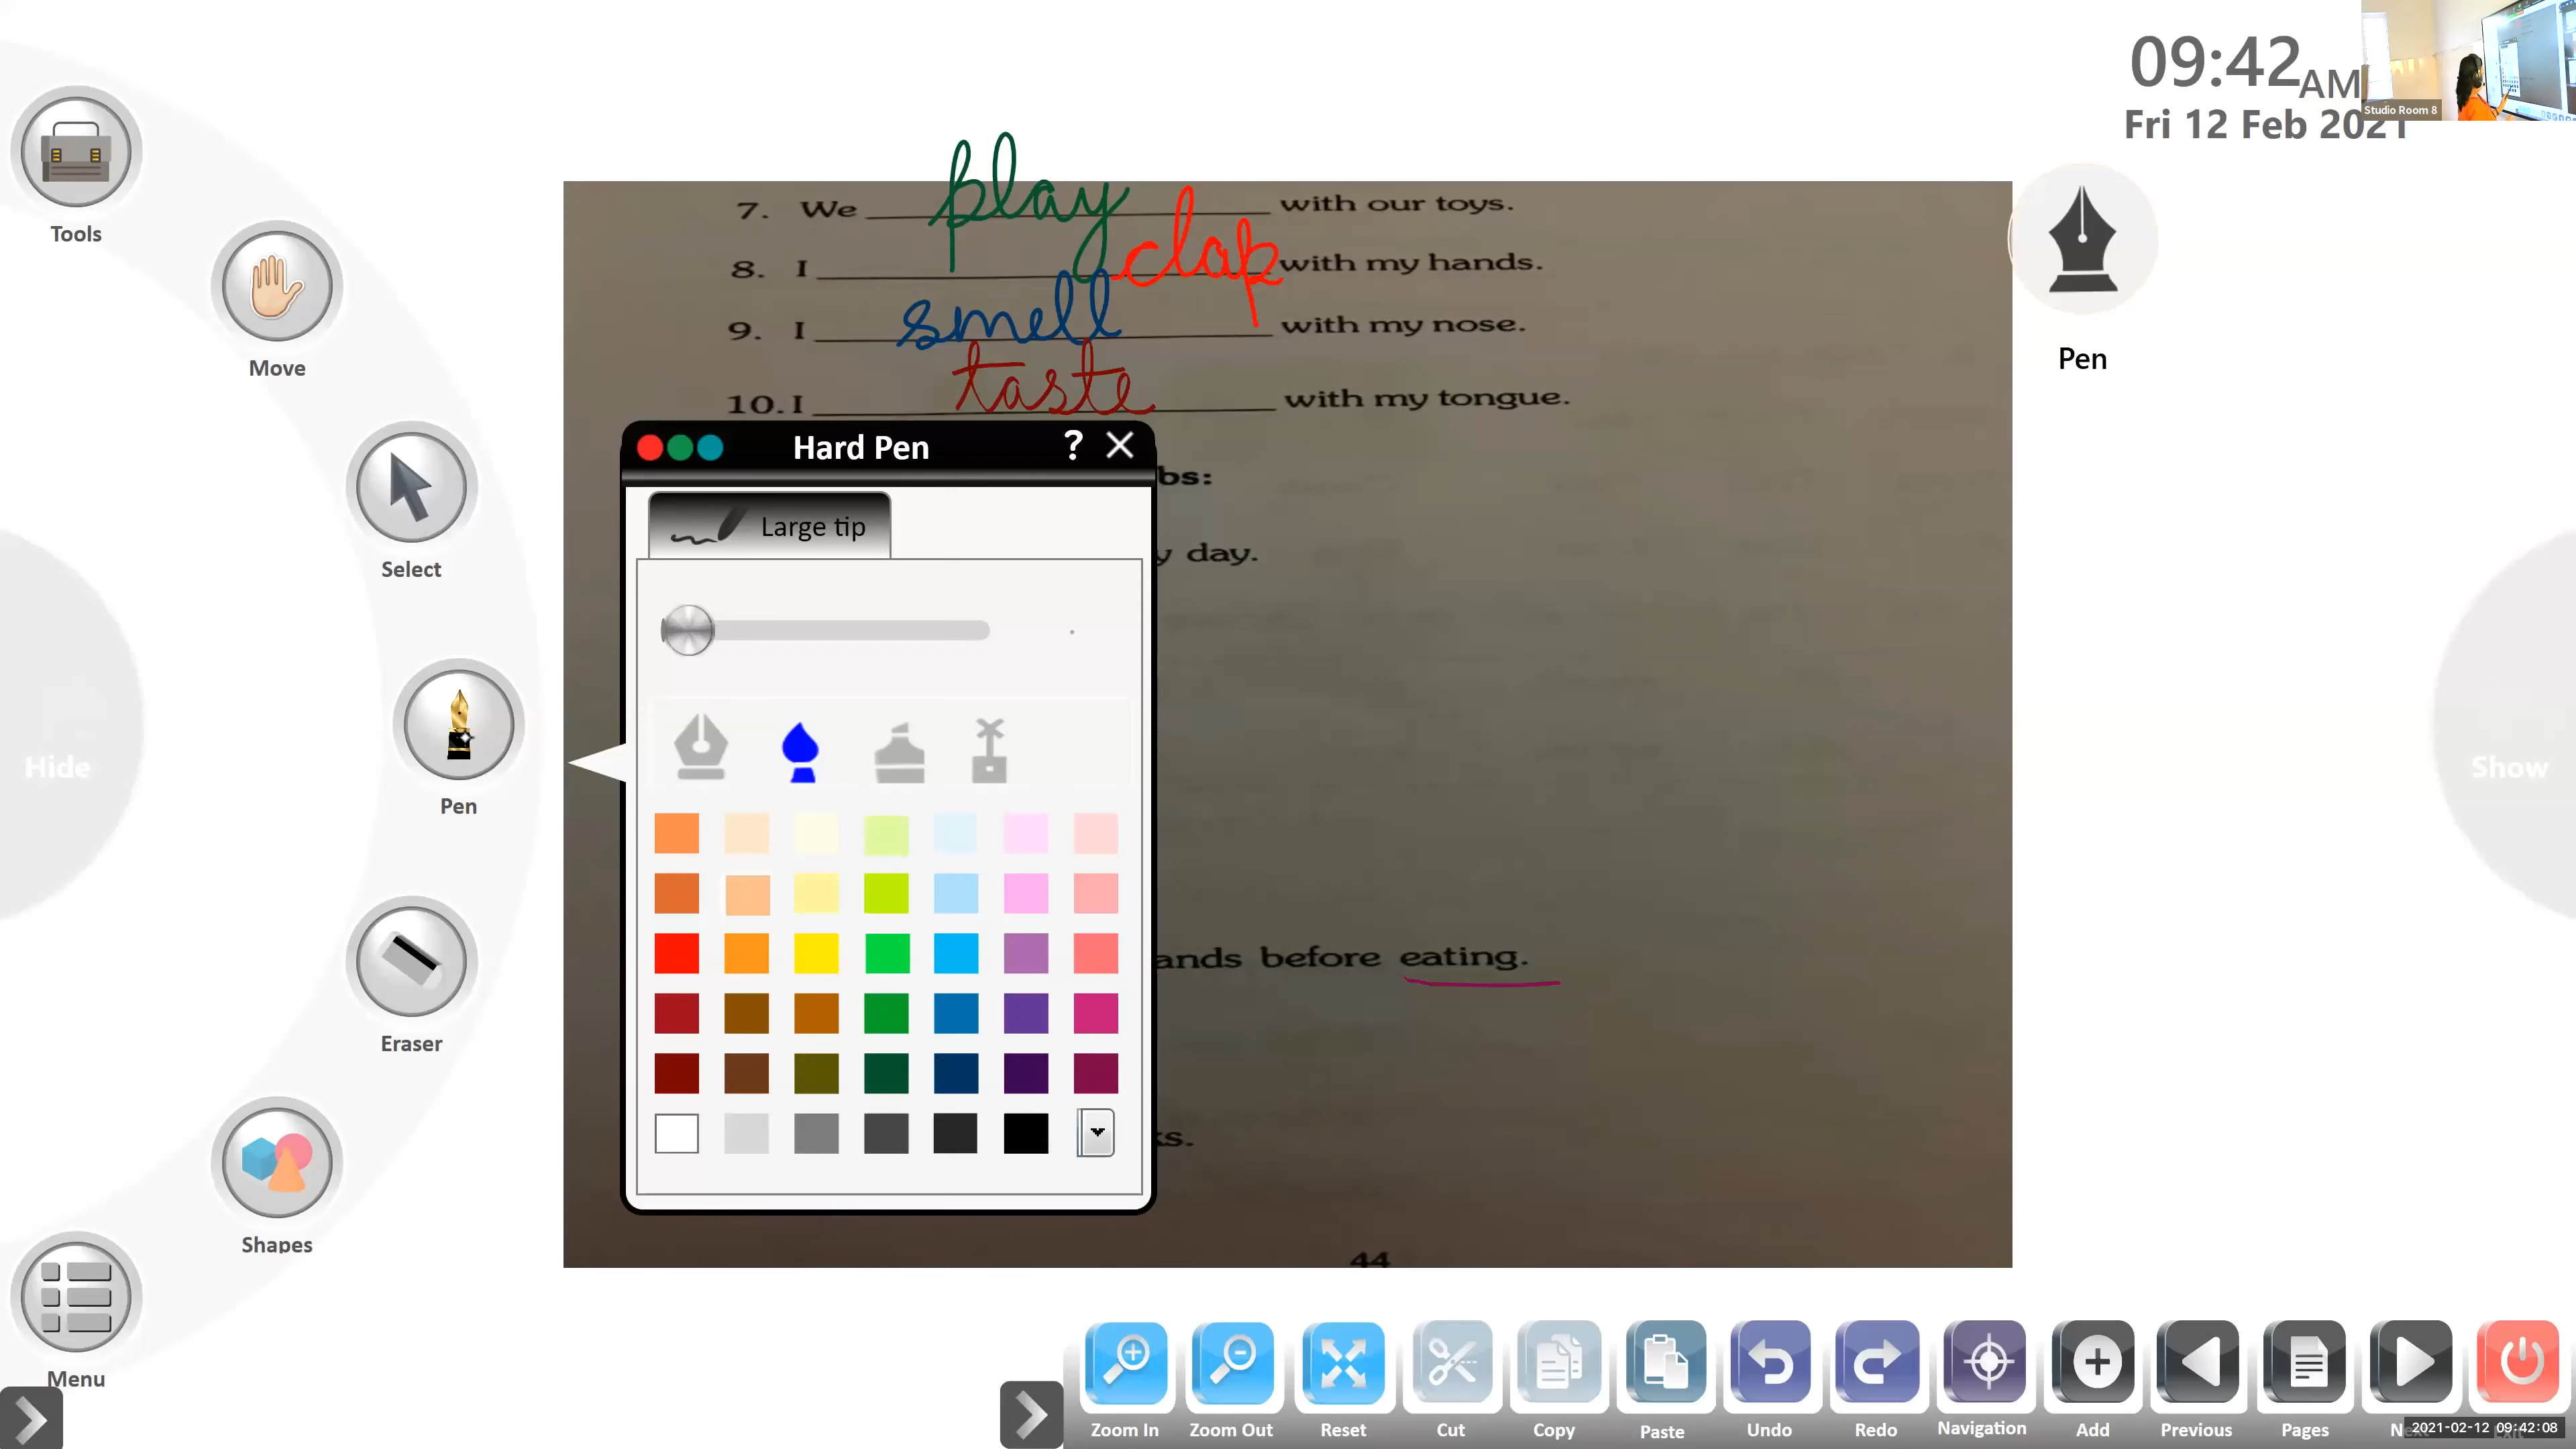 09:42 AM
Studio Room 8
Fri 12 Feb 2021
Tools
Move
Select
Pen
Eraser
Shapes
Menu
Hide
7. We play with our toys.
8. I clap with my hands.
9. I smell with my nose.
10. I taste with my tongue.
Hard Pen ?
bs:
Large tip
y day.
ands before eating.
ks.
44
Pen
Show
Zoom In Zoom Out Reset Cut Copy Paste Undo Redo Navigation Add Previous Pages
2021-02-12 09:42:08